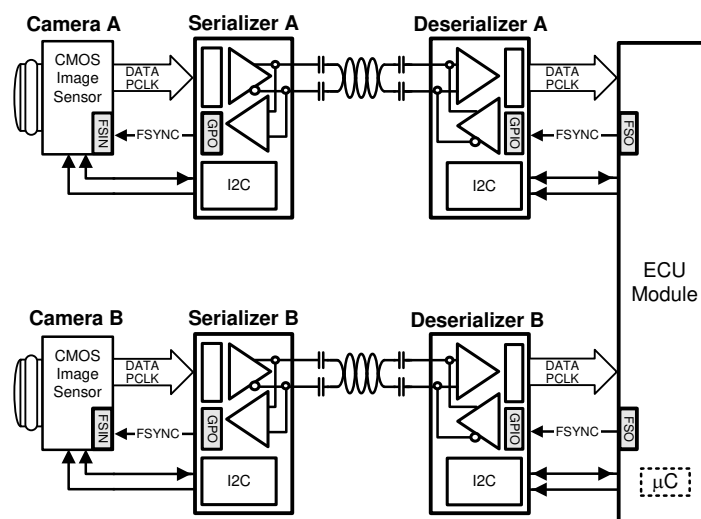 Camera A
Serializer A
Deserializer A
CMOS
Image
Sensor
DATA
PCLK
DATA
PCLK
FSIN
FSYNC
GPO
GPIO
FSYNC
FSO
I2C
I2C
ECU
Module
Camera B
Serializer B
Deserializer B
CMOS
Image
Sensor
DATA
PCLK
DATA
PCLK
FSIN
FSYNC
GPO
GPIO
FSYNC
FSO
I2C
I2C
μC